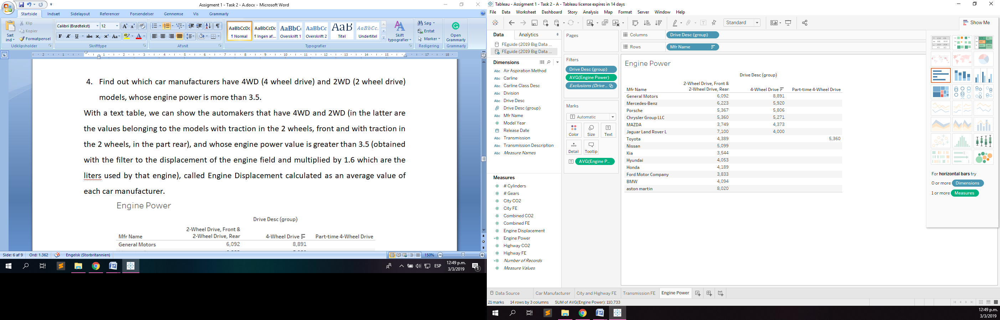 Assigment 1 - Task 2 - A.docx - Microsoft Word
Startside Indsæt Sidelayout Referencer Forsendelser Gennemse Vis Grammarly
Sæt ind
Klip
Kopier
Formatpensel
Udklipsholder
Calibri (Brødtekst) 12
F K U abe x₂ x² Aa
Skrifttype
Afsnit
AaBbCcDc AaBbCcDc AaBbC AaBbCc AaB AaBbCc.
¶ Normal ¶ Ingen af... Overskrift 1 Overskrift 2 Titel Undertitel
Skift typografier
Typografier
Søg
Erstat
Marker
Redigering
Open Grammarly
Grammarly
4. Find out which car manufacturers have 4WD (4 wheel drive) and 2WD (2 wheel drive)
models, whose engine power is more than 3.5.
With a text table, we can show the automakers that have 4WD and 2WD (in the latter are
the values belonging to the models with traction in the 2 wheels, front and with traction in
the 2 wheels, in the part rear), and whose engine power value is greater than 3.5 (obtained
with the filter to the displacement of the engine field and multiplied by 1.6 which are the
liters used by that engine), called Engine Displacement calculated as an average value of
each car manufacturer.
Engine Power
Drive Desc (group)
2-Wheel Drive, Front &
Mfr Name 2-Wheel Drive, Rear 4-Wheel Drive Part-time 4-Wheel Drive
General Motors 6,092 8,891
Side: 6 af 9 Ord: 1.362 Engelsk (Storbritannien) 150%
ESP
12:49 p.m.
3/3/2019
1
Tableau - Assigment 1 - Task 2 - A - Tableau license expires in 14 days
File Data Worksheet Dashboard Story Analysis Map Format Server Window Help
Standard
Show Me
Data Analytics
FEguide (2019 Big Data ...
FEguide (2019 Big Data ...
Dimensions
Abc Air Aspiration Method
Abc Carline
Abc Carline Class Desc
Abc Division
Abc Drive Desc
Drive Desc (group)
Abc Mfr Name
# Model Year
Release Date
Abc Transmission
Abc Transmission Description
Abc Measure Names
Measures
# # Cylinders
# # Gears
# City CO2
# City FE
# Combined CO2
# Combined FE
# Engine Displacement
=# Engine Power
# Highway CO2
# Highway FE
=# Number of Records
# Measure Values
Pages
Filters
Drive Desc (group)
AVG(Engine Power)
Exclusions (Drive ..
Marks
Automatic
Color Size Text
Detail Tooltip
AVG(Engine P..
Columns Drive Desc (group)
Rows Mfr Name
Engine Power
Drive Desc (group)
2-Wheel Drive, Front &
Mfr Name 2-Wheel Drive, Rear 4-Wheel Drive Part-time 4-Wheel Drive
General Motors 6,092 8,891
Mercedes-Benz 6,223 5,920
Porsche 5,367 5,806
Chrysler Group LLC 5,360 5,271
MAZDA 3,749 4,373
Jaguar Land Rover L 7,100 4,000
Toyota 4,389 5,360
Nissan 5,099
Kia 3,544
Hyundai 4,053
Honda 4,189
Ford Motor Company 3,833
BMW 4,094
aston martin 8,020
For horizontal bars try
0 or more Dimensions
1 or more Measures
Data Source Car Manufacturer City and Highway FE Transmission FE Engine Power
21 marks 14 rows by 3 columns SUM of AVG(Engine Power): 110,733
12:49 p.m.
3/3/2019